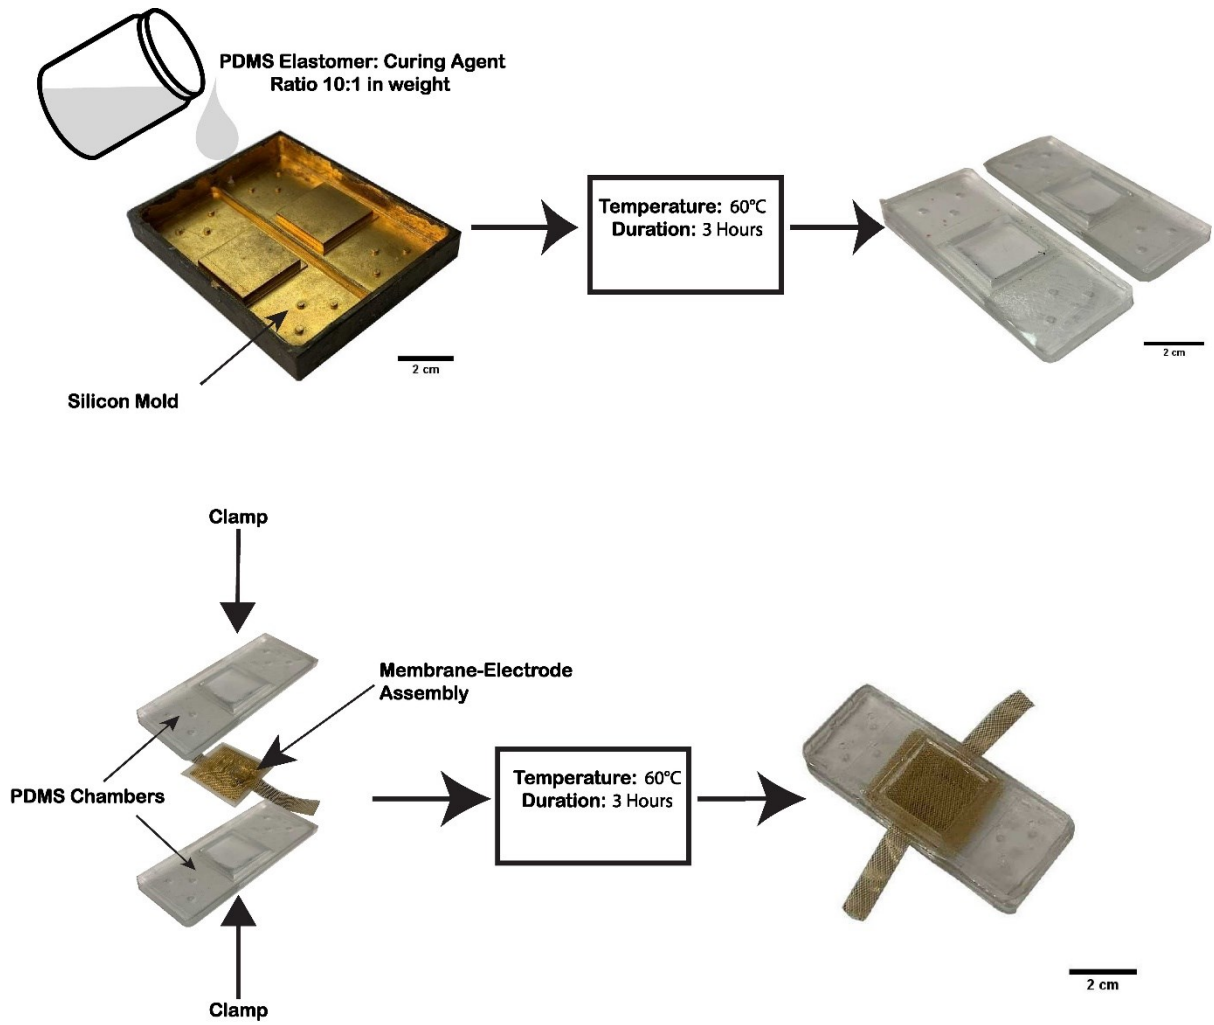 PDMS Elastomer: Curing Agent
Ratio 10:1 in weight
Temperature: 60℃
Duration: 3 Hours
2 cm
2 cm
Silicon Mold
Clamp
Membrane-Electrode
Assembly
PDMS Chambers
Temperature: 60℃
Duration: 3 Hours
2 cm
Clamp